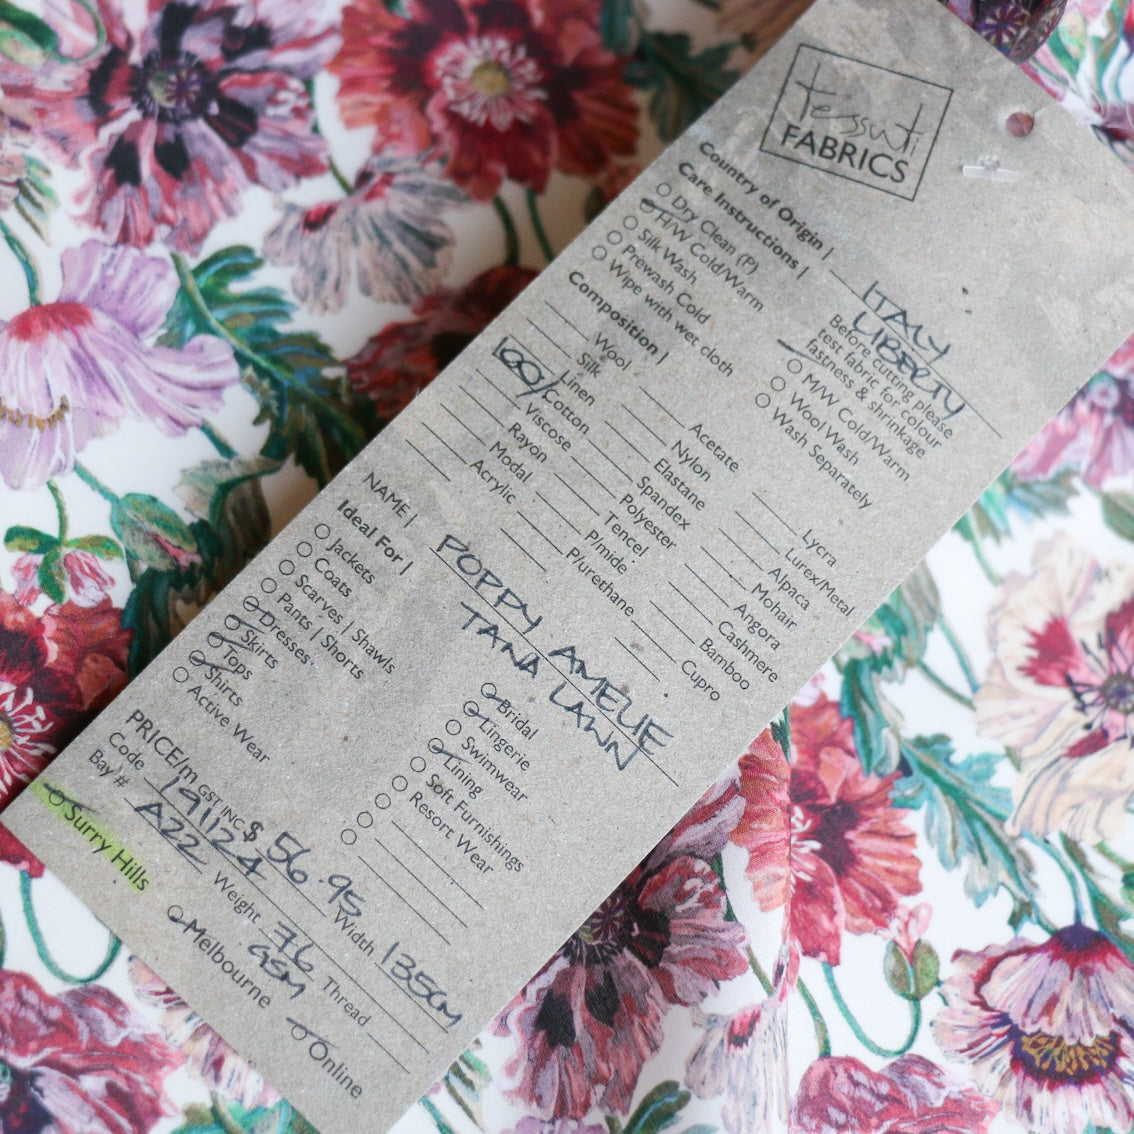 tessuti
FABRICS
Country of Origin | ITALY
LIBERTY
Care Instructions |
Dry Clean (P)
H/W Cold/Warm
Silk Wash
Prewash Cold
Wipe with wet cloth
Before cutting please
test fabric for colour
fastness & shrinkage
M/W Cold/Warm
Wool Wash
Wash Separately
Composition |
Wool
Silk
Linen
100% Cotton
Viscose
Rayon
Modal
Acrylic
Acetate
Nylon
Elastane
Spandex
Polyester
Tencel
P/mide
P/urethane
Lycra
Lurex/Metal
Alpaca
Mohair
Angora
Cashmere
Bamboo
Cupro
NAME | POPPY AMELIE
TANA LAWN
Ideal For |
Jackets
Coats
Scarves | Shawls
Pants | Shorts
Dresses
Skirts
Tops
Shirts
Active Wear
Bridal
Lingerie
Swimwear
Lining
Soft Furnishings
Resort Wear
PRICE/m GST INC $ 56.95 Width 135cm
Code 191124 Weight 76 GSM Thread
Bay # A22
Surry Hills
Melbourne
Online